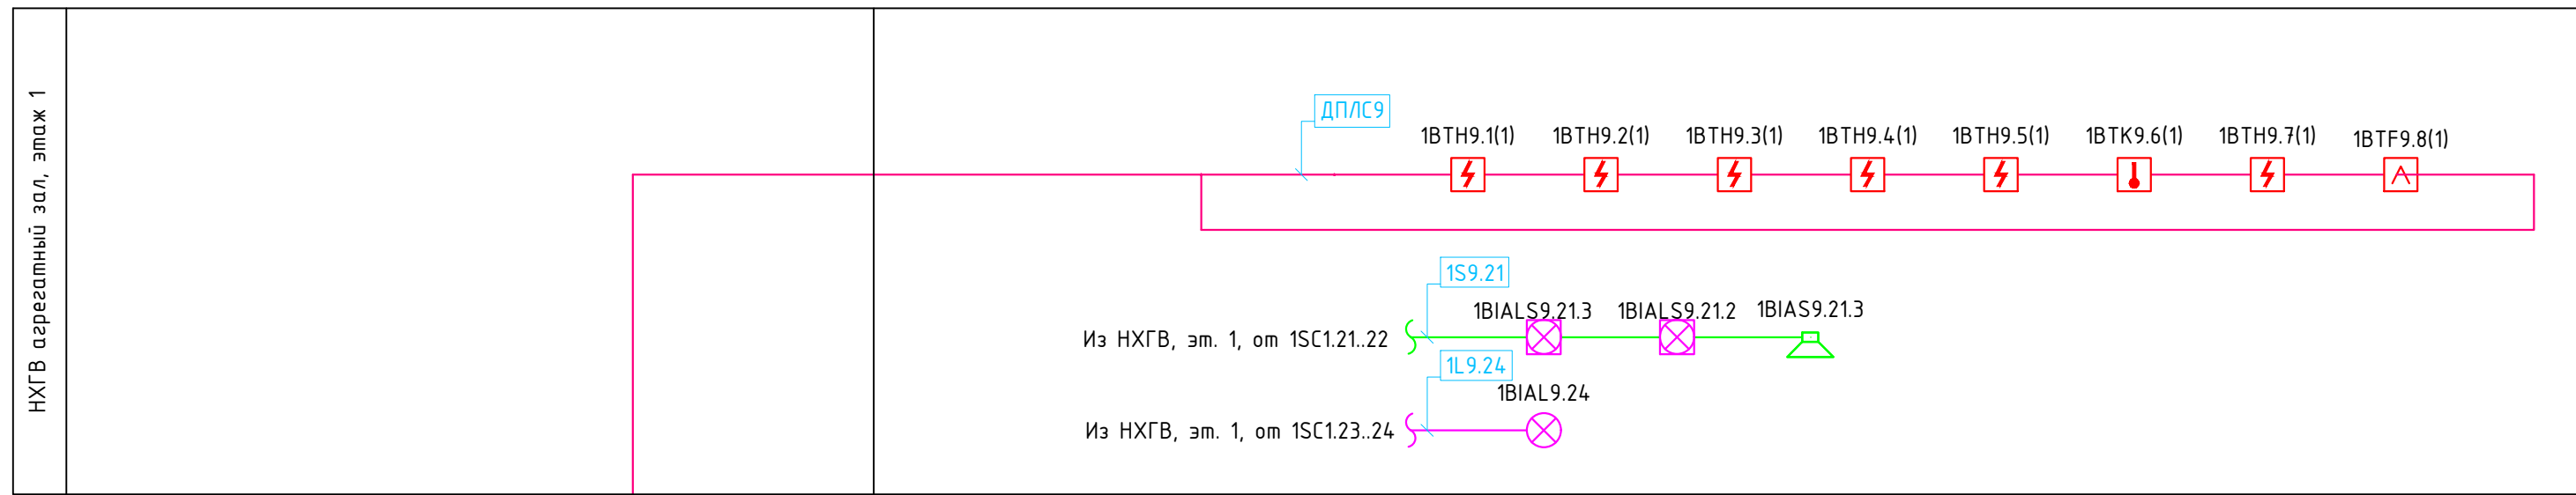 НХГВ агрегатный зал, этаж 1
ДП/ІС9
1BTH9.1(1)
1BTH9.2(1)
1BTH9.3(1)
1BTH9.4(1)
1BTH9.5(1)
1BTK9.6(1)
1BTH9.7(1)
1BTF9.8(1)
1S9.21
1BIALS9.21.3
1BIALS9.21.2
1BIAS9.21.3
Из НХГВ, эт. 1, от 1SC1.21..22
1L9.24
1BIAL9.24
Из НХГВ, эт. 1, от 1SC1.23..24